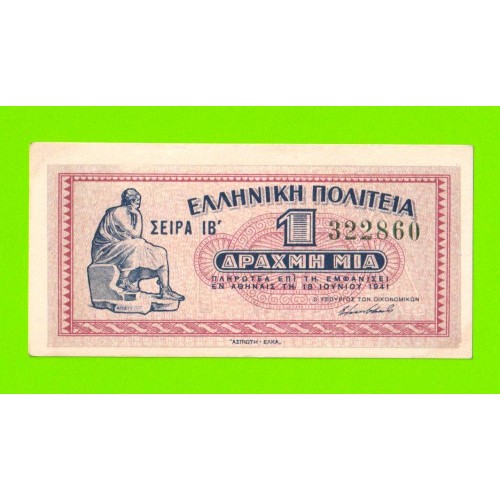 ΕΛΛΗΝΙΚΗ ΠΟΛΙΤΕΙΑ
ΣΕΙΡΑ ΙΒ΄
1
322860
ΔΡΑΧΜΗ ΜΙΑ
ΠΛΗΡΩΤΕΑ ΕΠΙ ΤΗ ΕΜΦΑΝΙΣΕΙ
ΕΝ ΑΘΗΝΑΙΣ ΤΗ 18 ΙΟΥΝΙΟΥ 1941
Ο ΥΠΟΥΡΓΟΣ ΤΩΝ ΟΙΚΟΝΟΜΙΚΩΝ
"ΑΣΠΙΩΤΗ - ΕΛΚΑ"